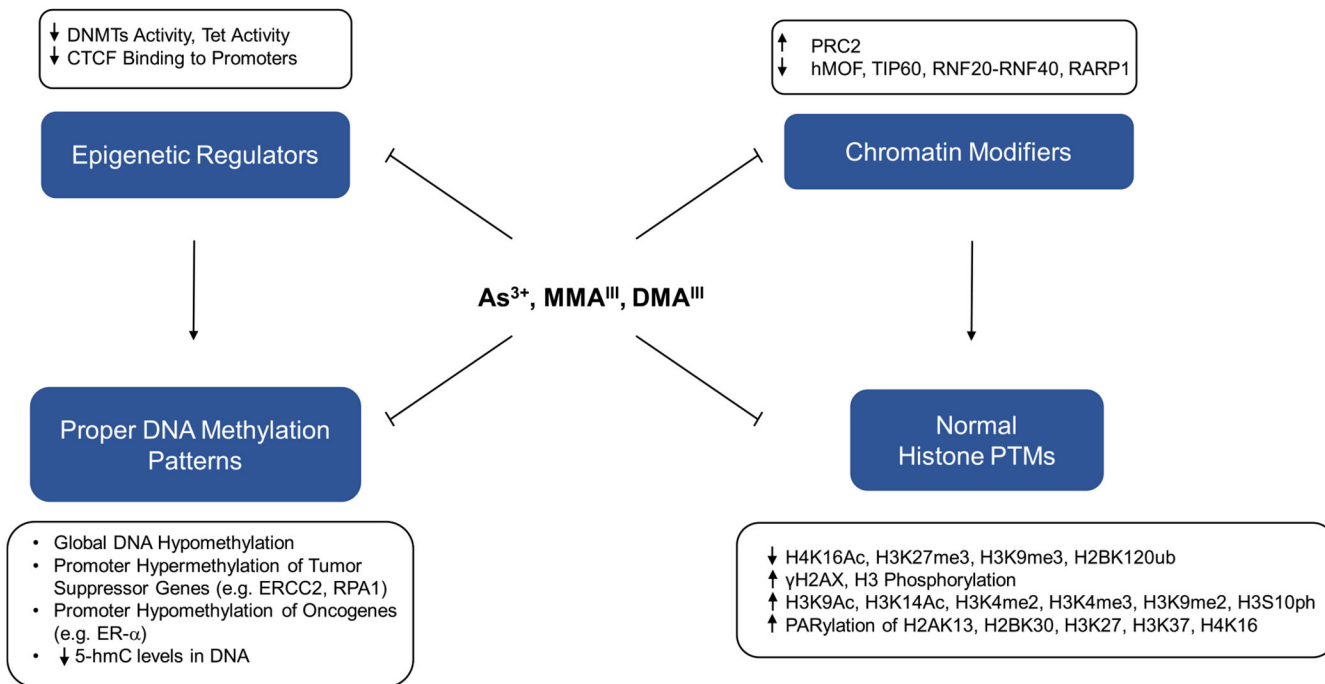 ↓ DNMTs Activity, Tet Activity
↓ CTCF Binding to Promoters
Epigenetic Regulators
↑ PRC2
↓ hMOF, TIP60, RNF20-RNF40, RARP1
Chromatin Modifiers
As³⁺, MMAᴵᴵᴵ, DMAᴵᴵᴵ
Proper DNA Methylation
Patterns
• Global DNA Hypomethylation
• Promoter Hypermethylation of Tumor
Suppressor Genes (e.g. ERCC2, RPA1)
• Promoter Hypomethylation of Oncogenes
(e.g. ER-α)
• ↓ 5-hmC levels in DNA
Normal
Histone PTMs
↓ H4K16Ac, H3K27me3, H3K9me3, H2BK120ub
↑ γH2AX, H3 Phosphorylation
↑ H3K9Ac, H3K14Ac, H3K4me2, H3K4me3, H3K9me2, H3S10ph
↑ PARylation of H2AK13, H2BK30, H3K27, H3K37, H4K16